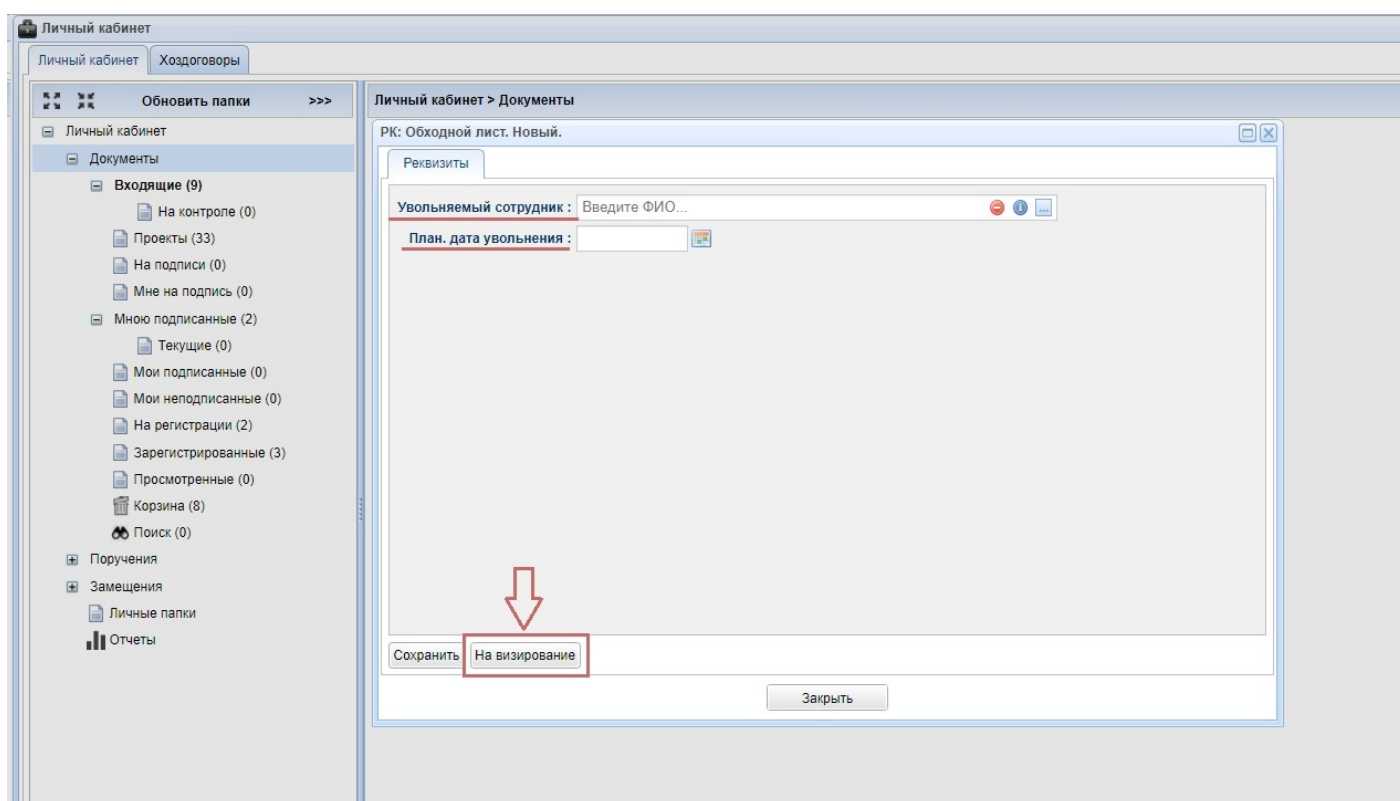 Личный кабинет
Личный кабинет Хоздоговоры
Обновить папки >>>
Личный кабинет
Документы
Входящие (9)
На контроле (0)
Проекты (33)
На подписи (0)
Мне на подпись (0)
Мною подписанные (2)
Текущие (0)
Мои подписанные (0)
Мои неподписанные (0)
На регистрации (2)
Зарегистрированные (3)
Просмотренные (0)
Корзина (8)
Поиск (0)
Поручения
Замещения
Личные папки
Отчеты
Личный кабинет > Документы
РК: Обходной лист. Новый.
Реквизиты
Увольняемый сотрудник : Введите ФИО...
План. дата увольнения :
Сохранить На визирование
Закрыть